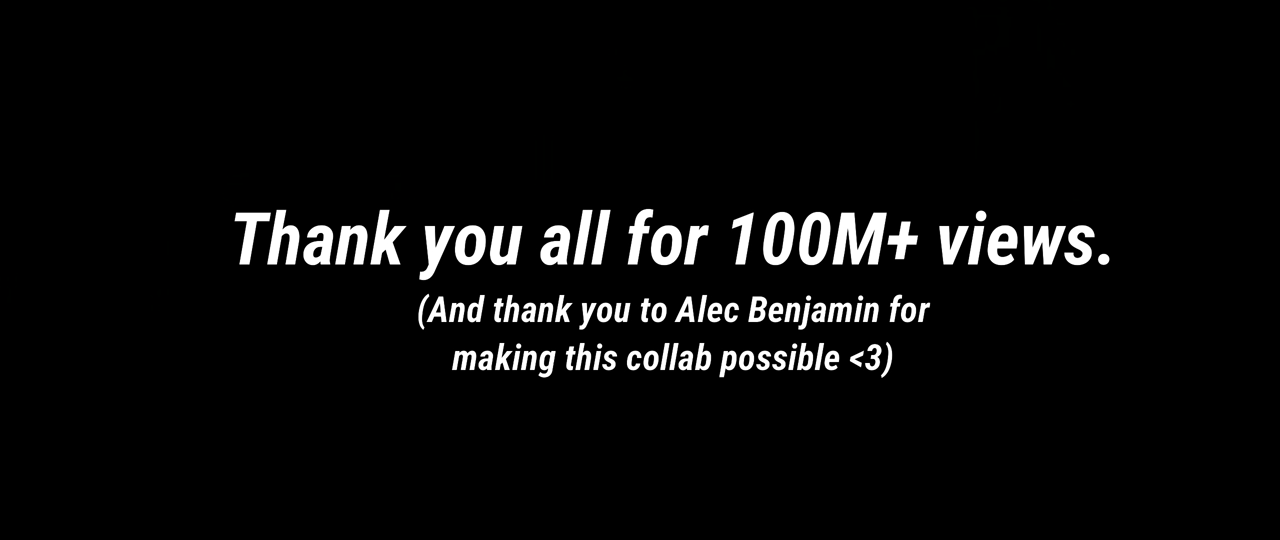 Thank you all for 100M+ views.
(And thank you to Alec Benjamin for
making this collab possible <3)